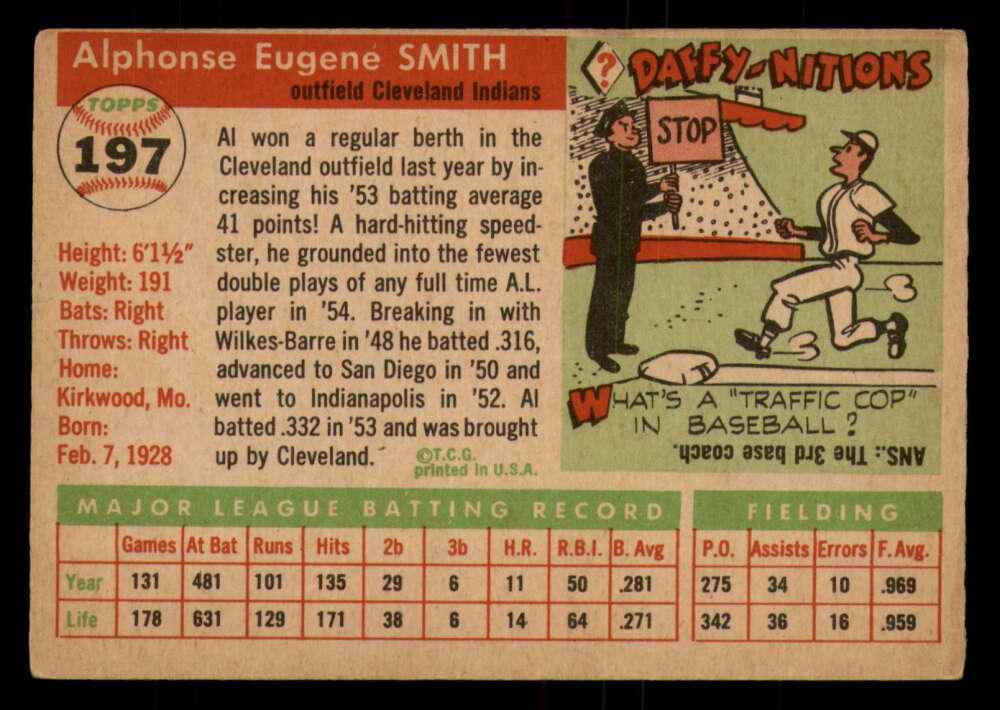 Alphonse Eugene SMITH
outfield Cleveland Indians
TOPPS
197
Height: 6'1½"
Weight: 191
Bats: Right
Throws: Right
Home:
Kirkwood, Mo.
Born:
Feb. 7, 1928
Al won a regular berth in the
Cleveland outfield last year by in-
creasing his '53 batting average
41 points! A hard-hitting speed-
ster, he grounded into the fewest
double plays of any full time A.L.
player in '54. Breaking in with
Wilkes-Barre in '48 he batted .316,
advanced to San Diego in '50 and
went to Indianapolis in '52. Al
batted .332 in '53 and was brought
up by Cleveland.
©T.C.G.
printed in U.S.A.
?
DAFFY-NITIONS
STOP
WHAT'S A "TRAFFIC COP"
IN BASEBALL?
ANS.: The 3rd base coach.
MAJOR LEAGUE BATTING RECORD
Games At Bat Runs Hits 2b 3b H.R. R.B.I. B. Avg
Year 131 481 101 135 29 6 11 50 .281
Life 178 631 129 171 38 6 14 64 .271
FIELDING
P.O. Assists Errors F. Avg.
275 34 10 .969
342 36 16 .959